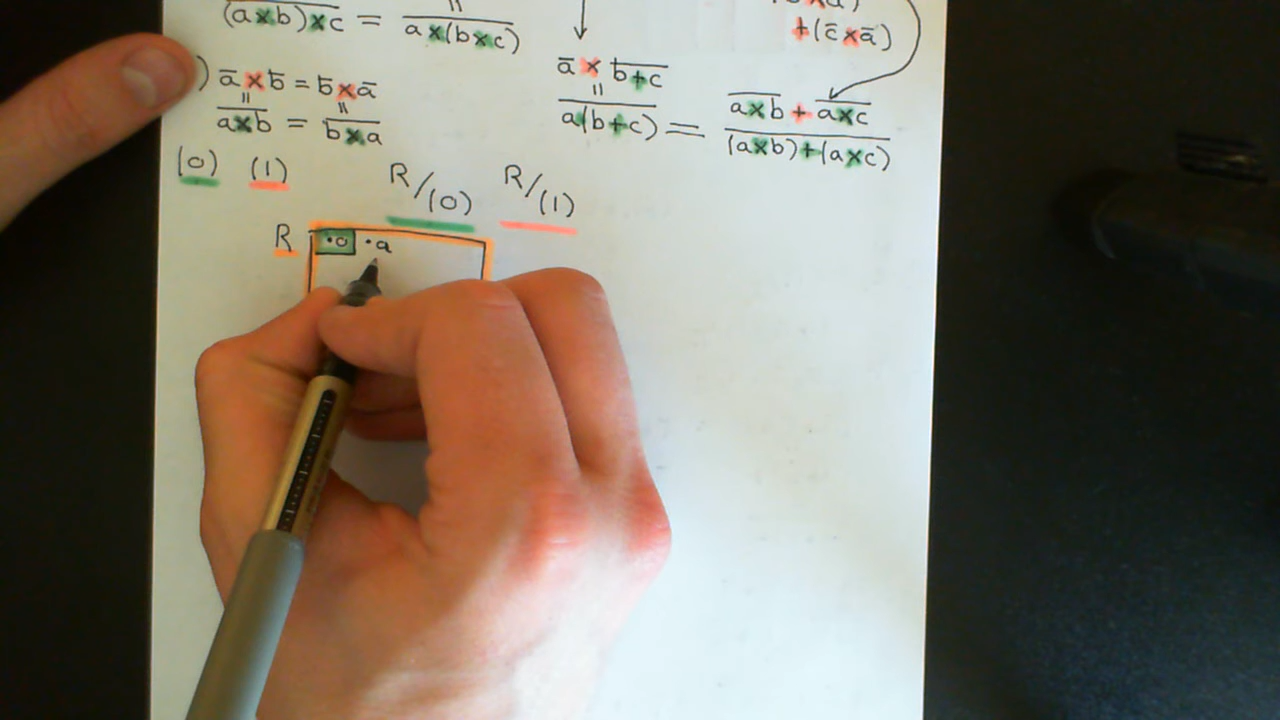 (a×b)×c = a×(b×c)
+(c̄×ā)
) ā×b̄ = b̄×ā
‖ ‖
a×b = b×a
ā × b+c
‖
a(b+c) = a×b + a×c
(a×b)+(a×c)
(0) (1) R/(0) R/(1)
R ·0 ·a